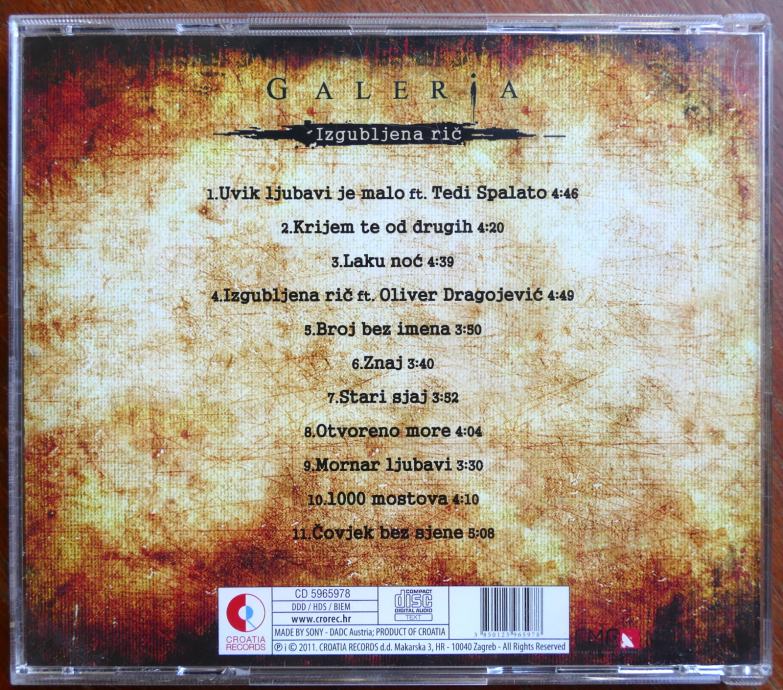 GALERiA
Izgubljena rič
1.Uvik ljubavi je malo ft. Tedi Spalato 4:46
2.Krijem te od drugih 4:20
3.Laku noć 4:39
4.Izgubljena rič ft. Oliver Dragojević 4:49
5.Broj bez imena 3:50
6.Znaj 3:40
7.Stari sjaj 3:52
8.Otvoreno more 4:04
9.Mornar ljubavi 3:30
10.1000 mostova 4:10
11.Čovjek bez sjene 5:08
CROATIA
RECORDS
CD 5965978
DDD / HDS / BIEM
www.crorec.hr
COMPACT
disc
DIGITAL AUDIO
TEXT
3 850125 965978
MADE BY SONY - DADC Austria; PRODUCT OF CROATIA
Ⓟ i © 2011. CROATIA RECORDS d.d. Makarska 3, HR - 10040 Zagreb - All Rights Reserved